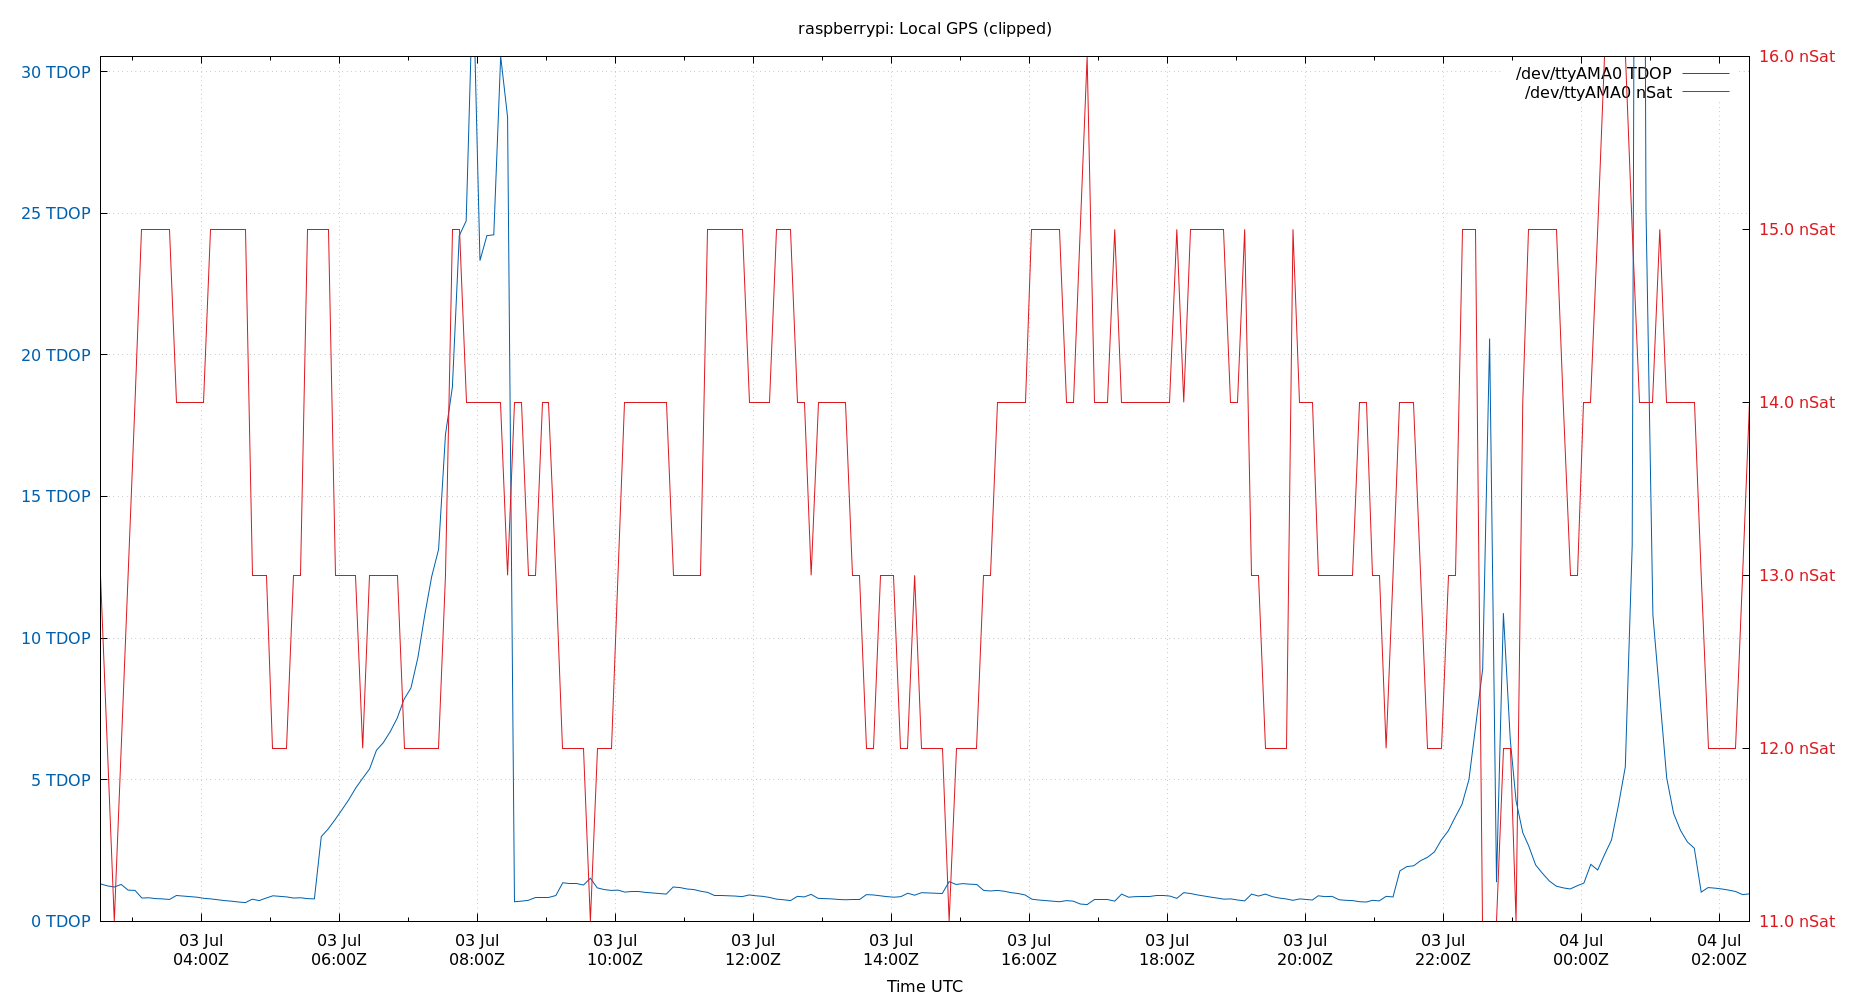 raspberrypi: Local GPS (clipped)
30 TDOP
25 TDOP
20 TDOP
15 TDOP
10 TDOP
5 TDOP
0 TDOP
16.0 nSat
15.0 nSat
14.0 nSat
13.0 nSat
12.0 nSat
11.0 nSat
/dev/ttyAMA0 TDOP
/dev/ttyAMA0 nSat
03 Jul
04:00Z
03 Jul
06:00Z
03 Jul
08:00Z
03 Jul
10:00Z
03 Jul
12:00Z
03 Jul
14:00Z
03 Jul
16:00Z
03 Jul
18:00Z
03 Jul
20:00Z
03 Jul
22:00Z
04 Jul
00:00Z
04 Jul
02:00Z
Time UTC